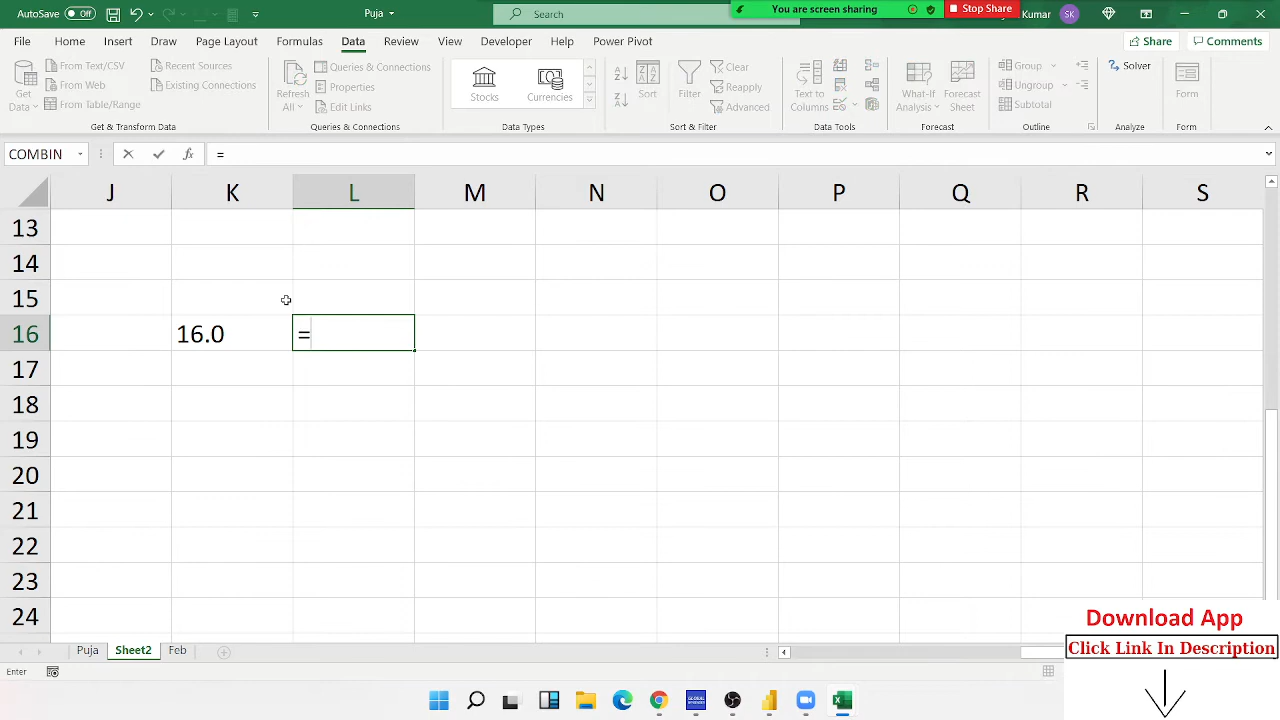 AutoSave Off Puja Search You are screen sharing Stop Share Kumar SK
File Home Insert Draw Page Layout Formulas Data Review View Developer Help Power Pivot Share Comments
Get Data From Text/CSV From Web From Table/Range Recent Sources Existing Connections
Refresh All Queries & Connections Properties Edit Links
Stocks Currencies
Sort Filter Clear Reapply Advanced
Text to Columns
What-If Analysis Forecast Sheet
Group Ungroup Subtotal
Solver Form
Get & Transform Data Queries & Connections Data Types Sort & Filter Data Tools Forecast Outline Analyze Form
COMBIN fx =
J K L M N O P Q R S
13
14
15
16 16.0 =
17
18
19
20
21
22
23
24
Download App
Click Link In Description
Puja Sheet2 Feb
Enter